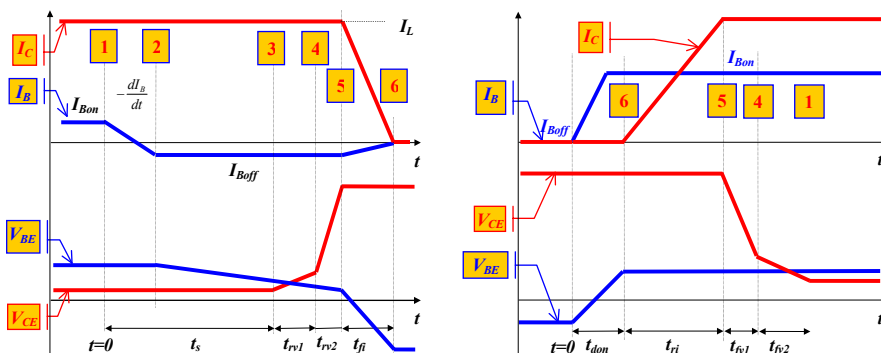 I_L
I_C
1
2
3
4
5
6
I_B
I_Bon
-dI_B/dt
I_Boff
t
V_BE
V_CE
t
t=0
t_s
t_rv1
t_rv2
t_fi
I_C
I_Bon
I_B
I_Boff
6
5
4
1
t
V_CE
V_BE
t
t=0
t_don
t_ri
t_fv1
t_fv2